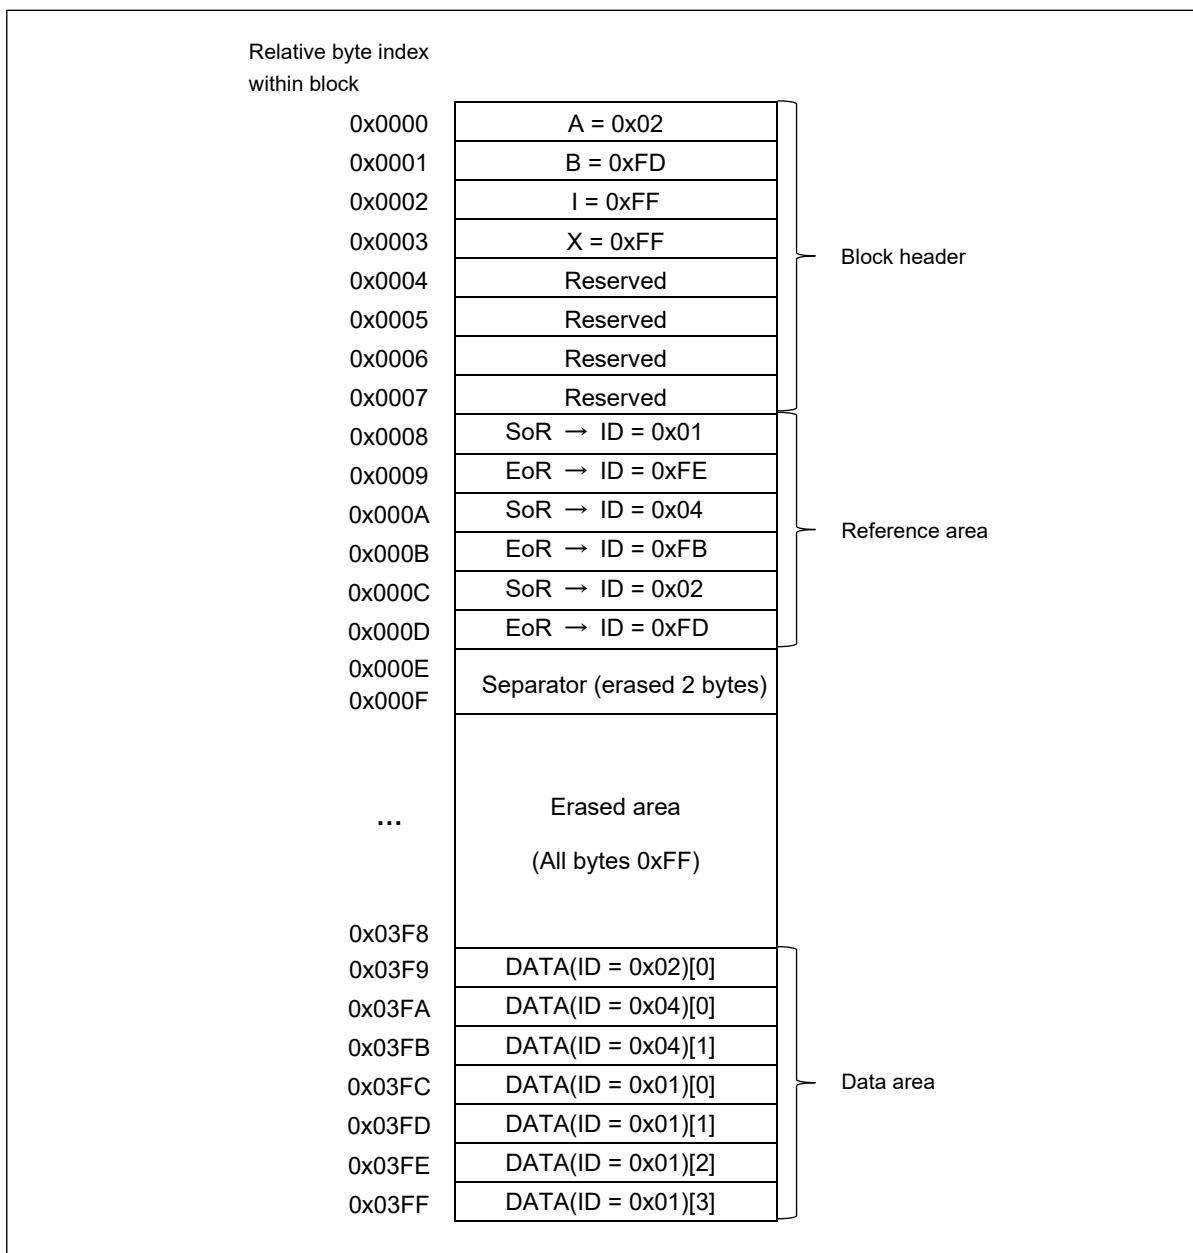 Relative byte index
within block
0x0000 A = 0x02
0x0001 B = 0xFD
0x0002 I = 0xFF
0x0003 X = 0xFF
Block header
0x0004 Reserved
0x0005 Reserved
0x0006 Reserved
0x0007 Reserved
0x0008 SoR → ID = 0x01
0x0009 EoR → ID = 0xFE
0x000A SoR → ID = 0x04
Reference area
0x000B EoR → ID = 0xFB
0x000C SoR → ID = 0x02
0x000D EoR → ID = 0xFD
0x000E
Separator (erased 2 bytes)
0x000F
Erased area
...
(All bytes 0xFF)
0x03F8
0x03F9 DATA(ID = 0x02)[0]
0x03FA DATA(ID = 0x04)[0]
0x03FB DATA(ID = 0x04)[1]
0x03FC DATA(ID = 0x01)[0] Data area
0x03FD DATA(ID = 0x01)[1]
0x03FE DATA(ID = 0x01)[2]
0x03FF DATA(ID = 0x01)[3]